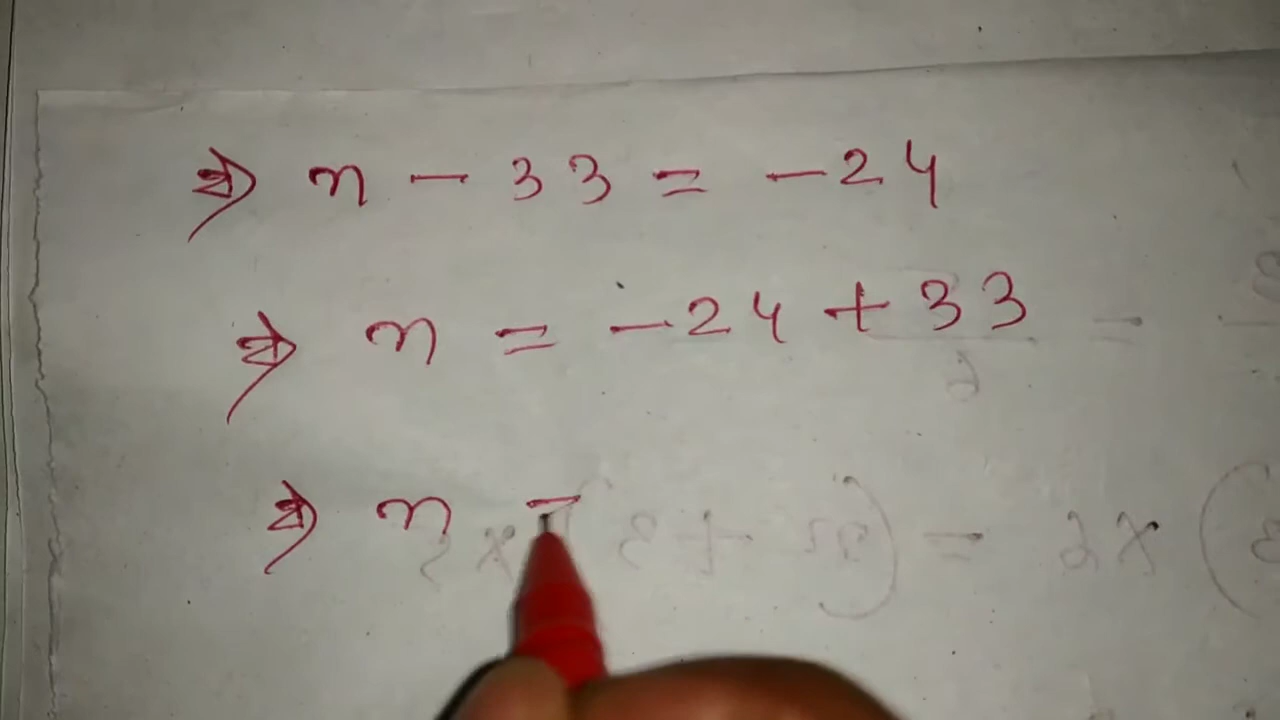 ⇒ n - 33 = -24
⇒ n = -24 + 33
⇒ n =